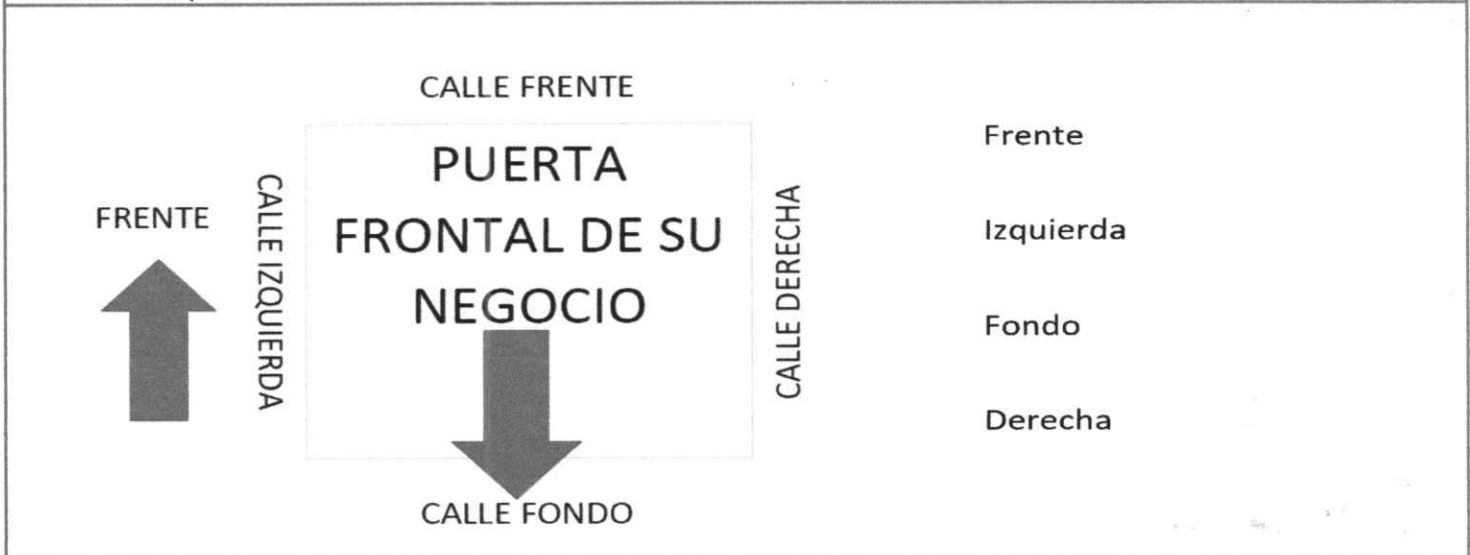 CALLE FRENTE
PUERTA
FRONTAL DE SU
NEGOCIO
FRENTE
CALLE IZQUIERDA
CALLE DERECHA
CALLE FONDO
Frente
Izquierda
Fondo
Derecha